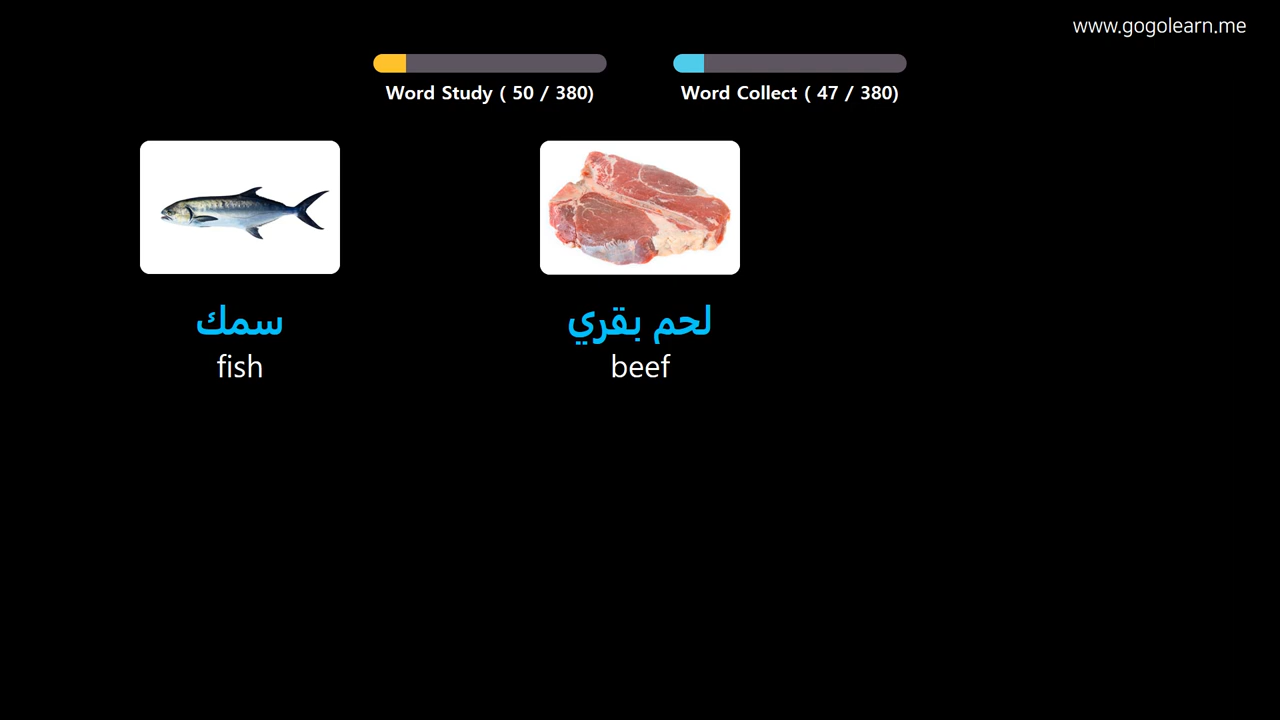 www.gogolearn.me
Word Study ( 50 / 380)
Word Collect ( 47 / 380)
سمك
fish
لحم بقري
beef